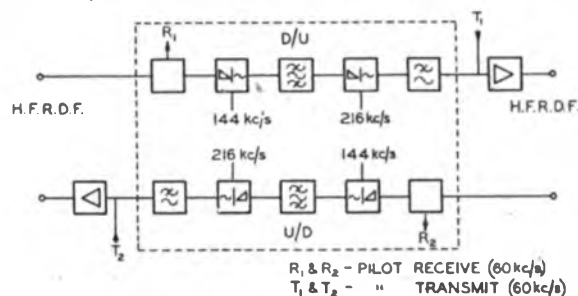 R₁
D/U
T₁
H.F.R.D.F.
144 kc/s
216 kc/s
H.F.R.D.F.
216 kc/s
144 kc/s
T₂
U/D
R₂
R₁ & R₂ - PILOT RECEIVE (60kc/s)
T₁ & T₂ - " TRANSMIT (60kc/s)